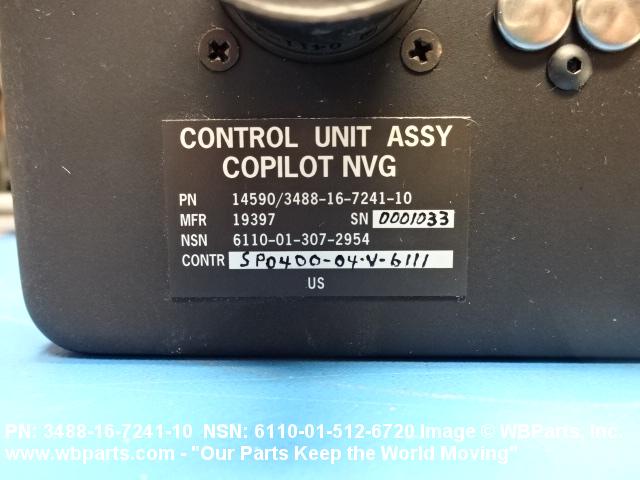 CONTROL UNIT ASSY
COPILOT NVG
PN 14590/3488-16-7241-10
MFR 19397 SN 0001033
NSN 6110-01-307-2954
CONTR SP0400-04-V-6111
US
PN: 3488-16-7241-10 NSN: 6110-01-512-6720 Image © WBParts, Inc.
www.wbparts.com - "Our Parts Keep the World Moving"